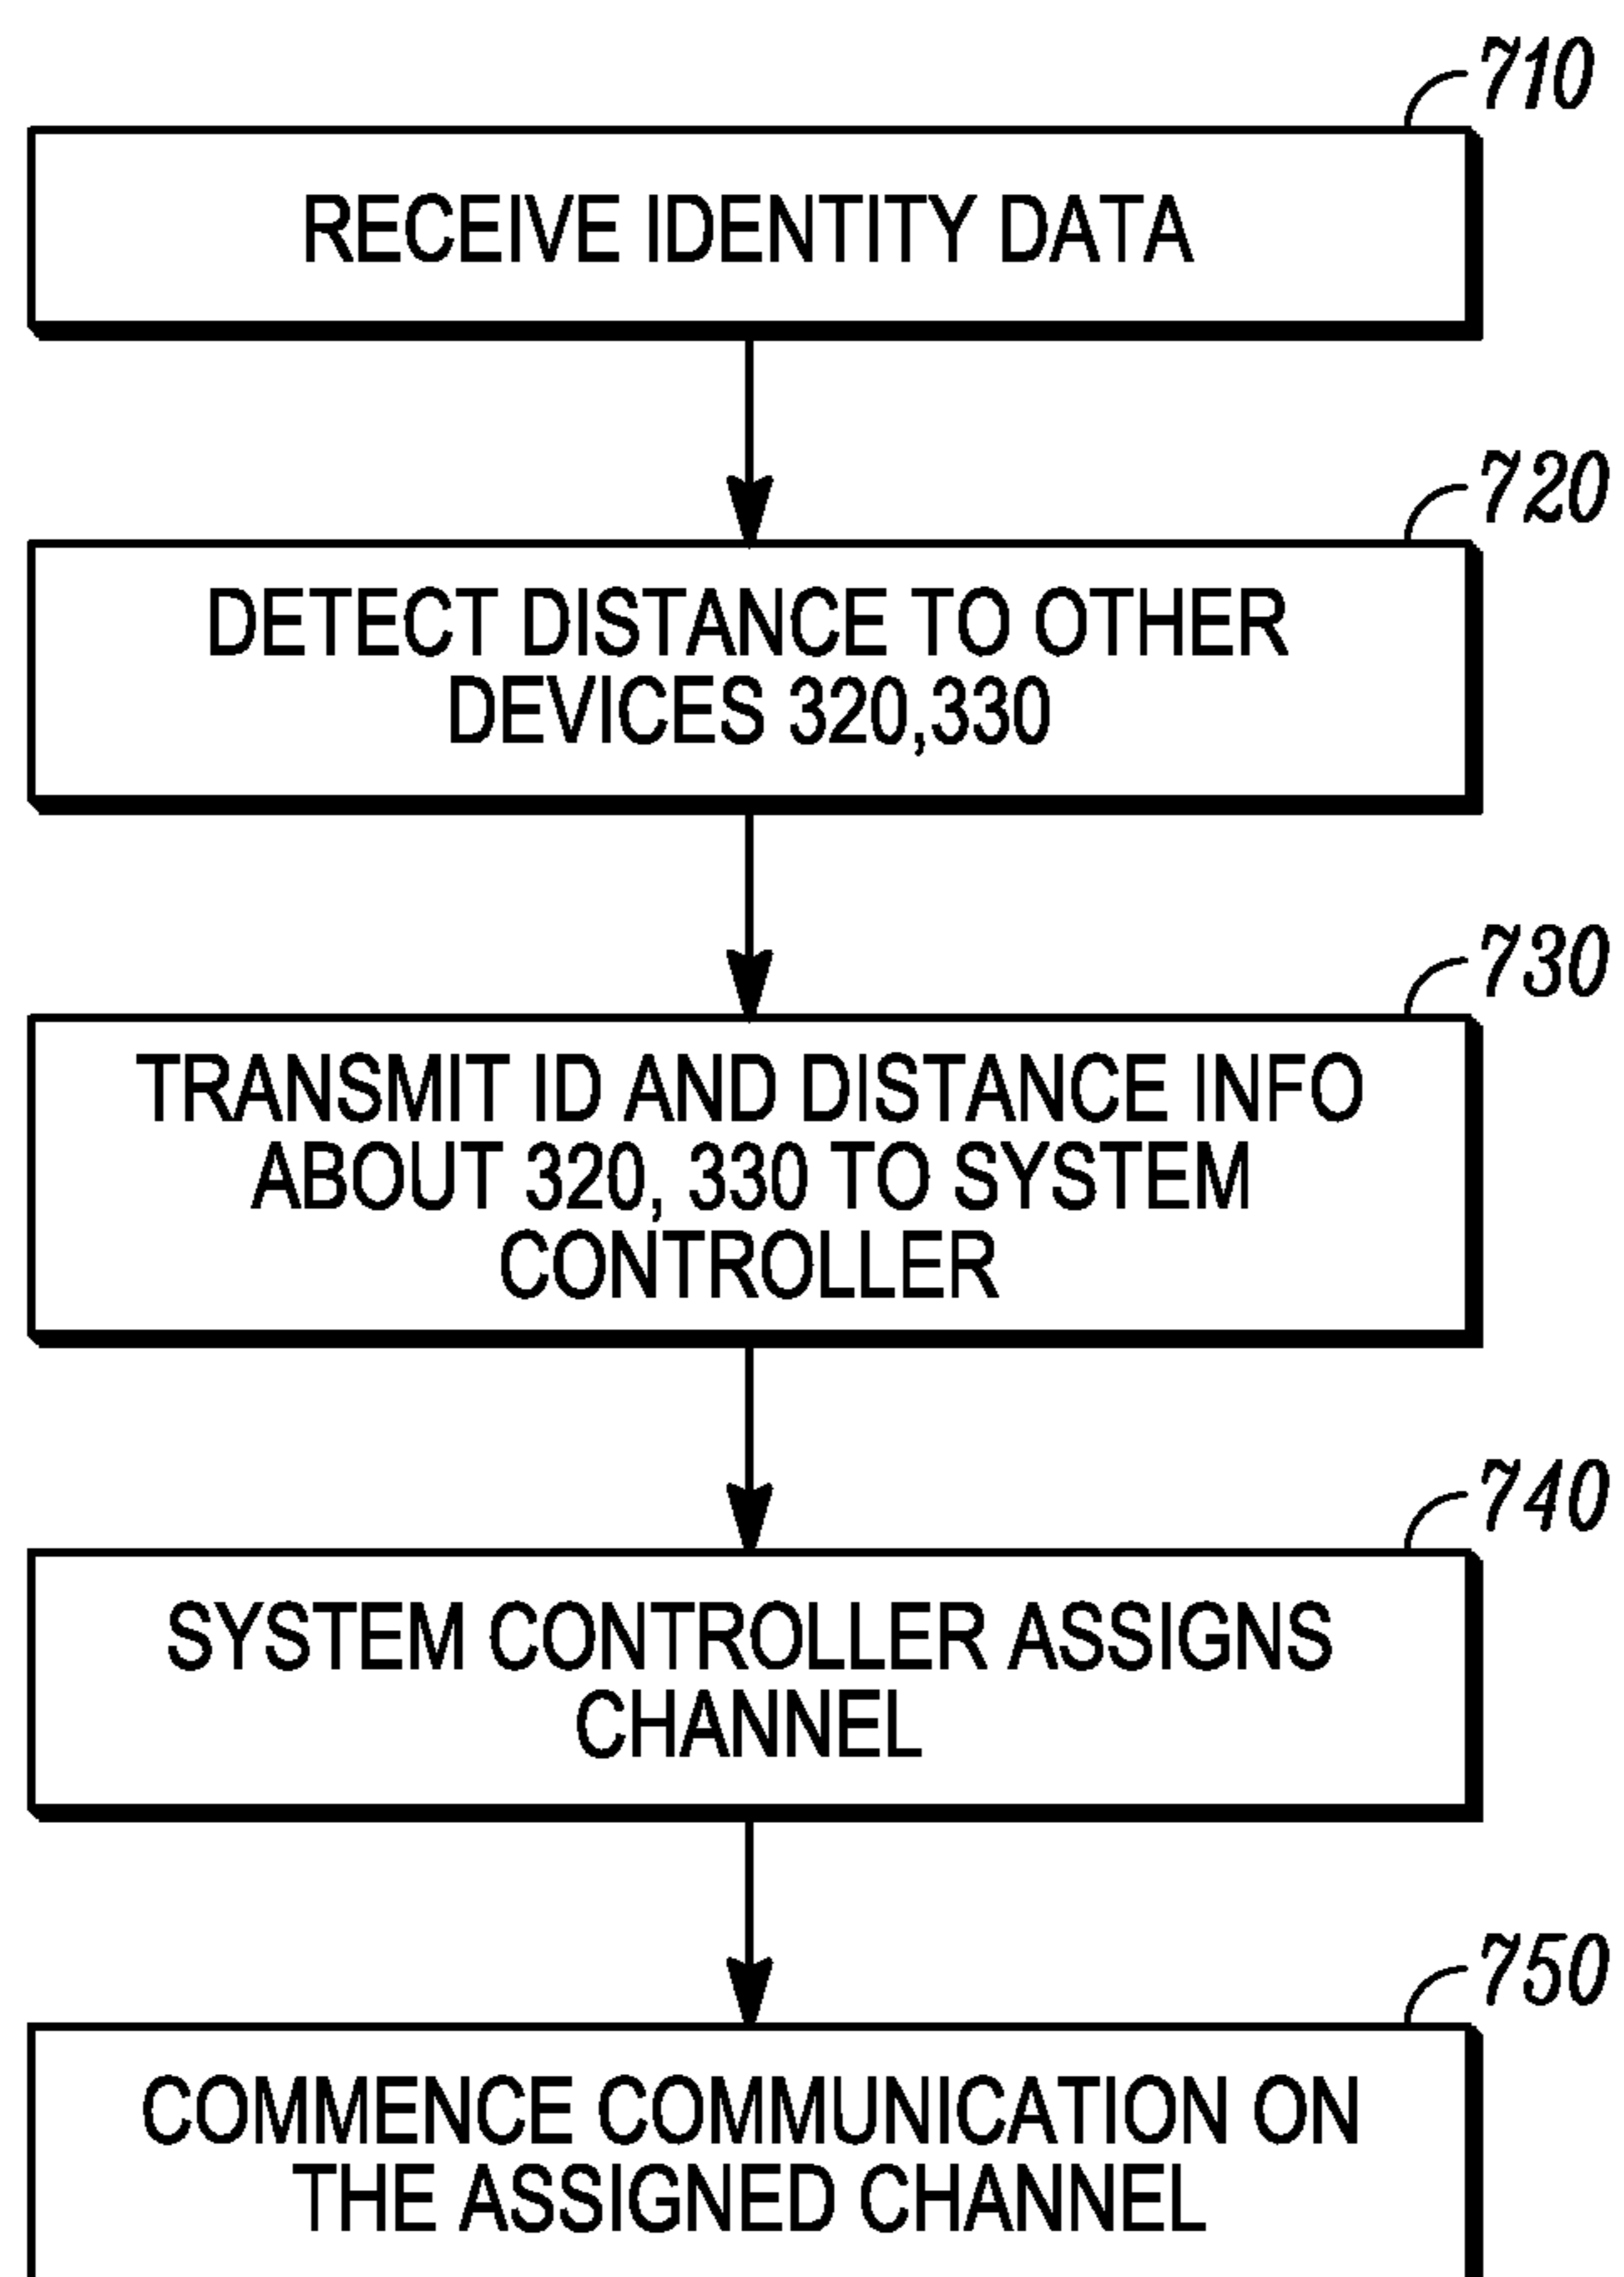 710
RECEIVE IDENTITY DATA
720
DETECT DISTANCE TO OTHER
DEVICES 320,330
730
TRANSMIT ID AND DISTANCE INFO
ABOUT 320, 330 TO SYSTEM
CONTROLLER
740
SYSTEM CONTROLLER ASSIGNS
CHANNEL
750
COMMENCE COMMUNICATION ON
THE ASSIGNED CHANNEL